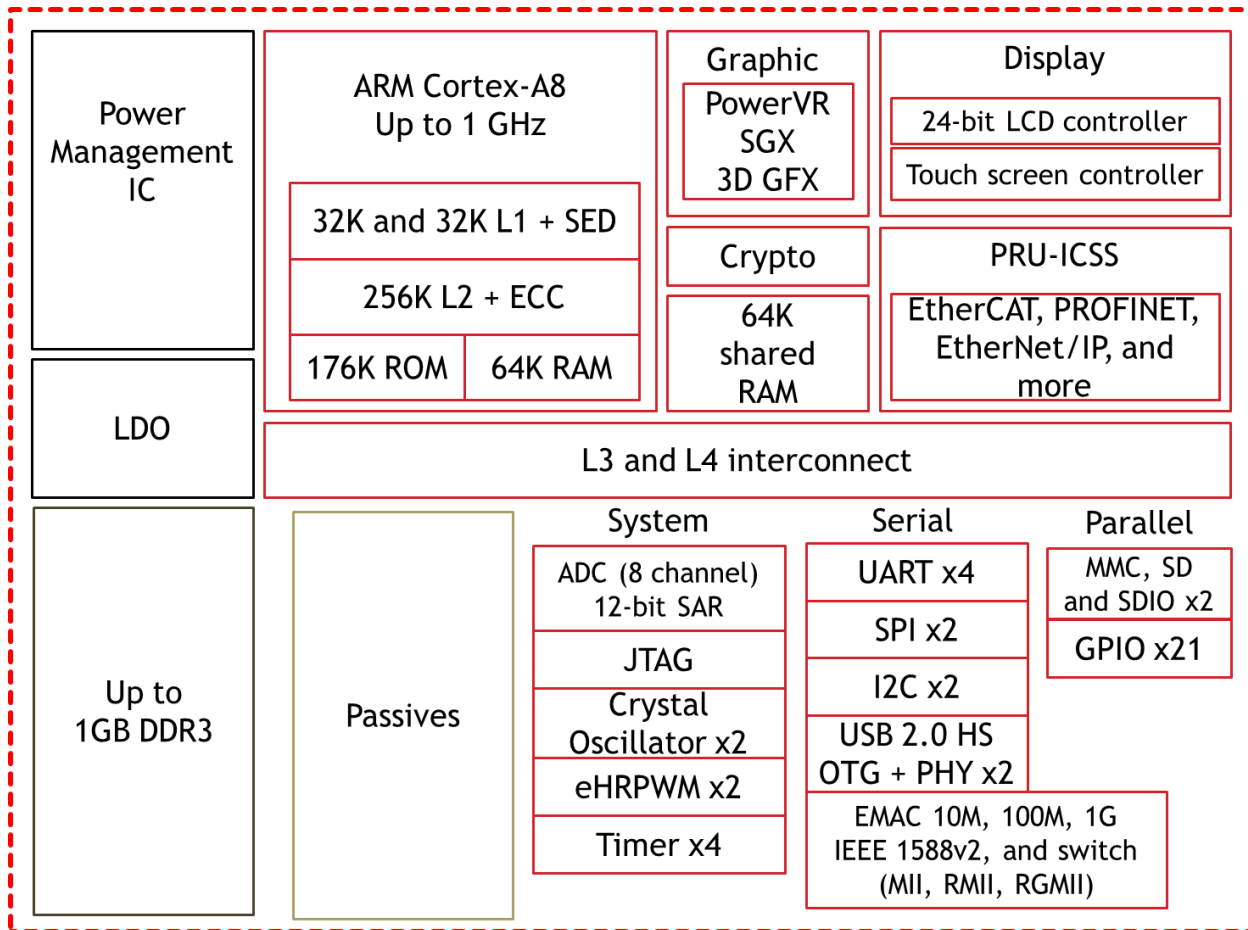 Power
Management
IC
LDO
Up to
1GB DDR3
ARM Cortex-A8
Up to 1 GHz
32K and 32K L1 + SED
256K L2 + ECC
176K ROM
64K RAM
Graphic
PowerVR
SGX
3D GFX
Crypto
64K
shared
RAM
Display
24-bit LCD controller
Touch screen controller
PRU-ICSS
EtherCAT, PROFINET,
EtherNet/IP, and
more
L3 and L4 interconnect
Passives
System
ADC (8 channel)
12-bit SAR
JTAG
Crystal
Oscillator x2
eHRPWM x2
Timer x4
Serial
UART x4
SPI x2
I2C x2
USB 2.0 HS
OTG + PHY x2
EMAC 10M, 100M, 1G
IEEE 1588v2, and switch
(MII, RMII, RGMII)
Parallel
MMC, SD
and SDIO x2
GPIO x21